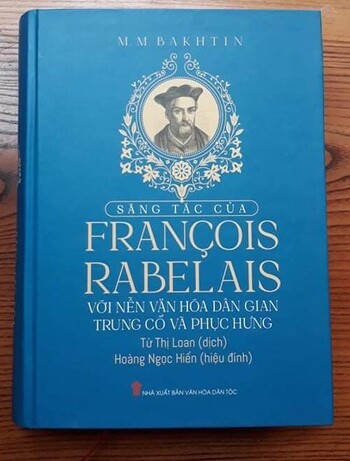 M. M. BAKHTIN
SÁNG TÁC CỦA
FRANÇOIS
RABELAIS
VỚI NỀN VĂN HÓA DÂN GIAN
TRUNG CỔ VÀ PHỤC HƯNG
Từ Thị Loan (dịch)
Hoàng Ngọc Hiến (hiệu đính)
NHÀ XUẤT BẢN VĂN HÓA DÂN TỘC